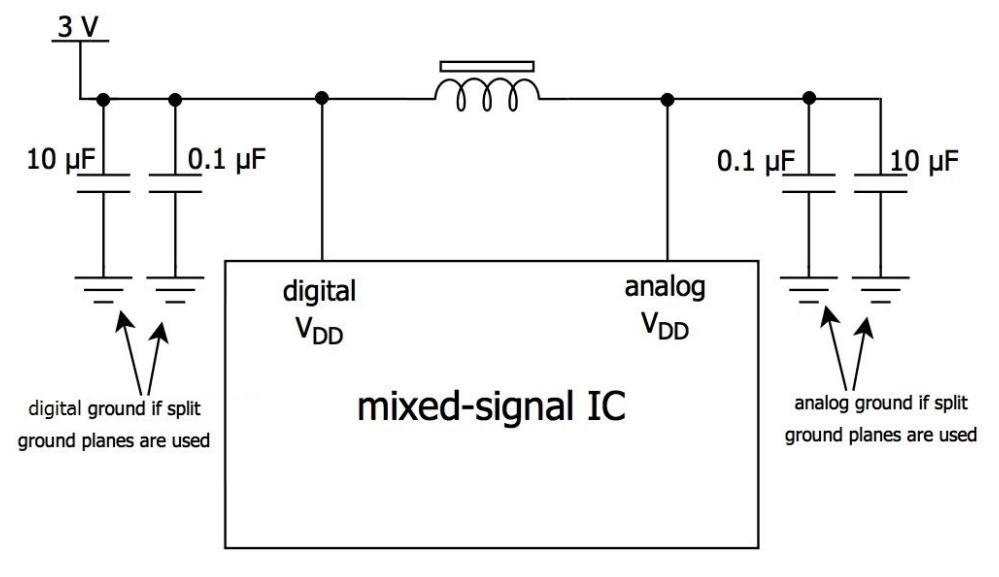 3 V
10 µF
0.1 µF
0.1 µF
10 µF
digital
VDD
analog
VDD
mixed-signal IC
digital ground if split
ground planes are used
analog ground if split
ground planes are used